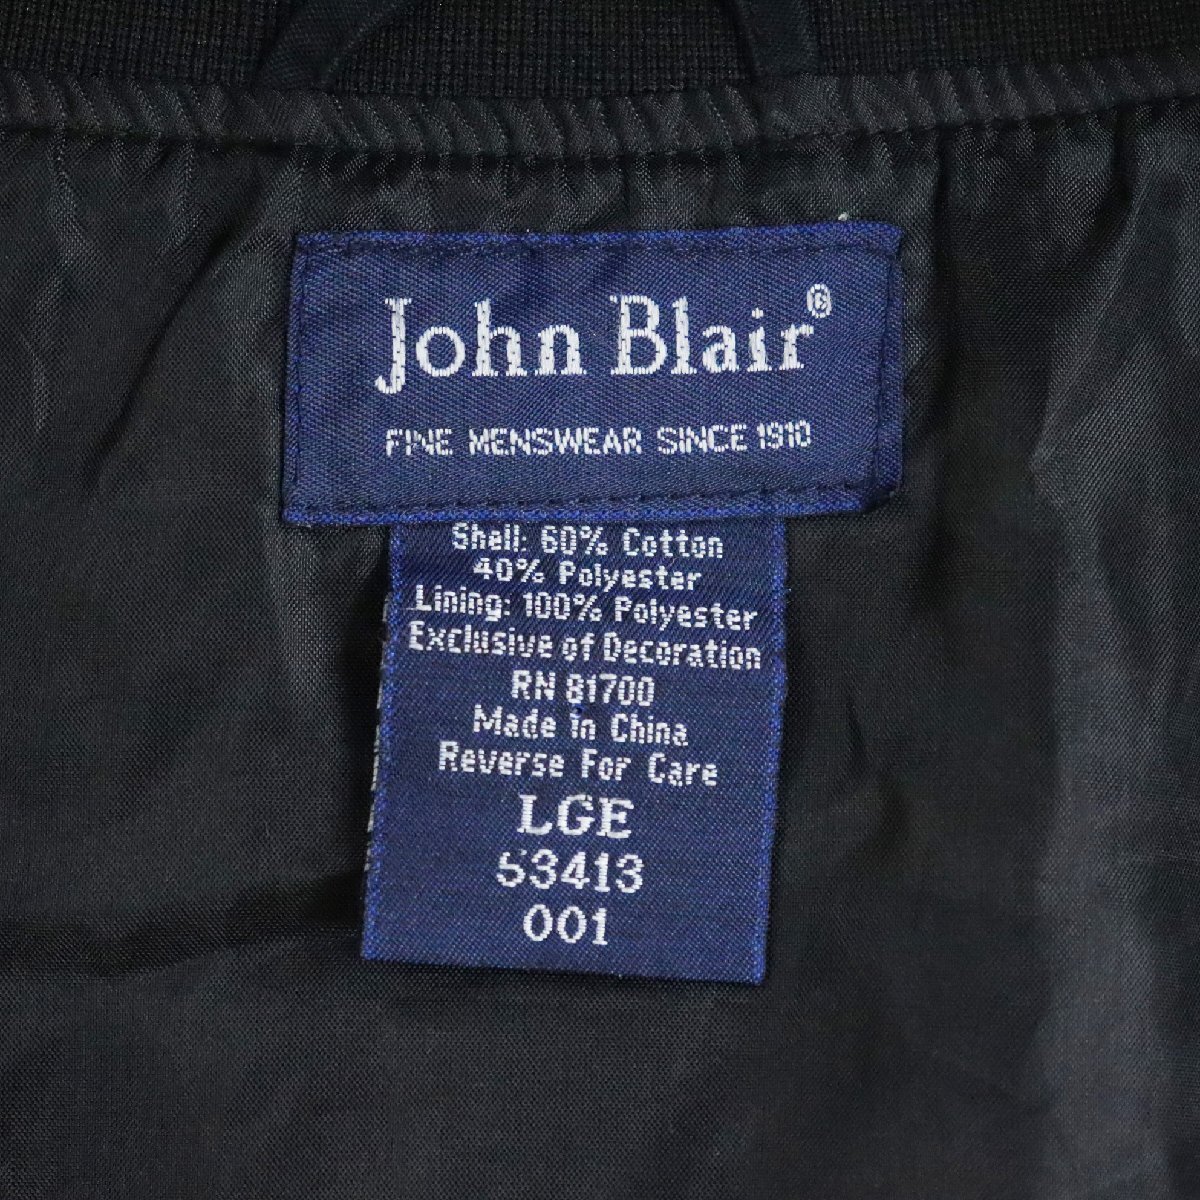 John Blair®
FINE MENSWEAR SINCE 1910
Shell: 60% Cotton
40% Polyester
Lining: 100% Polyester
Exclusive of Decoration
RN 81700
Made In China
Reverse For Care
LGE
53413
001